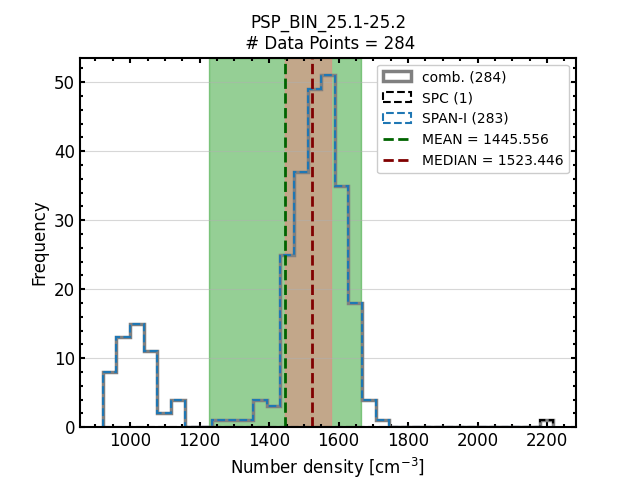 PSP_BIN_25.1-25.2
# Data Points = 284
comb. (284)
SPC (1)
SPAN-I (283)
MEAN = 1445.556
MEDIAN = 1523.446
Frequency
50
40
30
20
10
0
1000 1200 1400 1600 1800 2000 2200
Number density [cm⁻³]